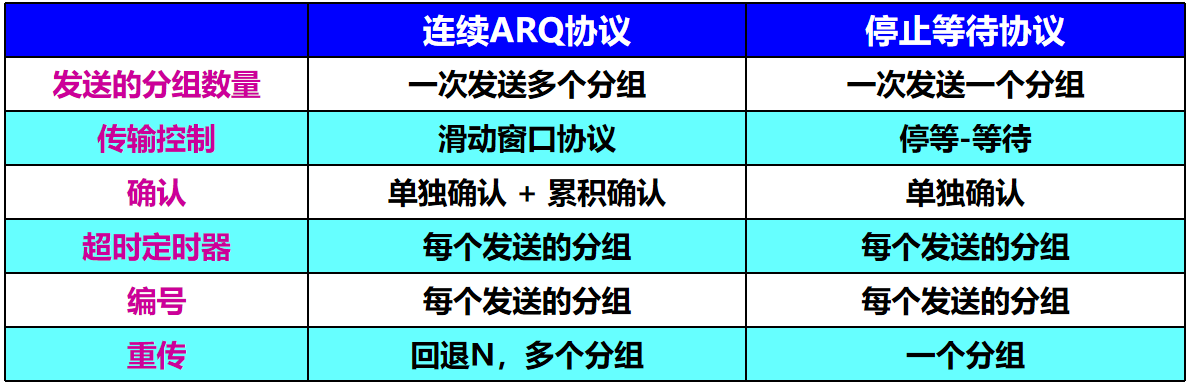 连续ARQ协议 停止等待协议
发送的分组数量 一次发送多个分组 一次发送一个分组
传输控制 滑动窗口协议 停等-等待
确认 单独确认 + 累积确认 单独确认
超时定时器 每个发送的分组 每个发送的分组
编号 每个发送的分组 每个发送的分组
重传 回退N，多个分组 一个分组